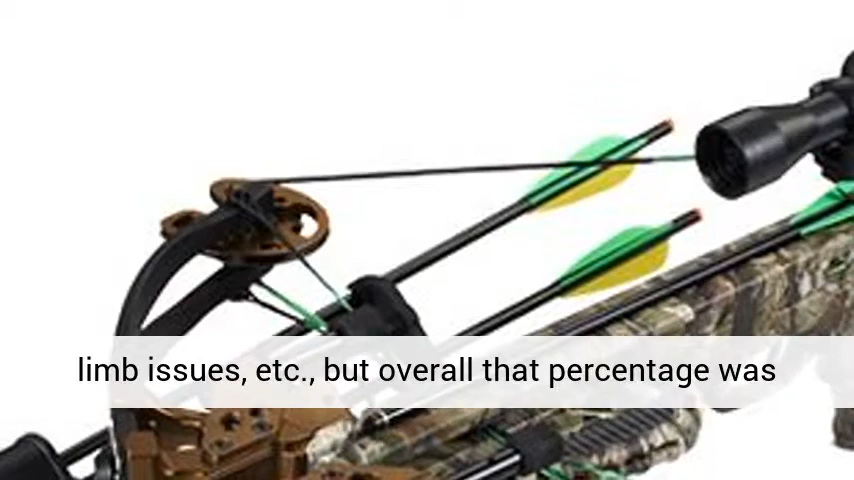 limb issues, etc., but overall that percentage was